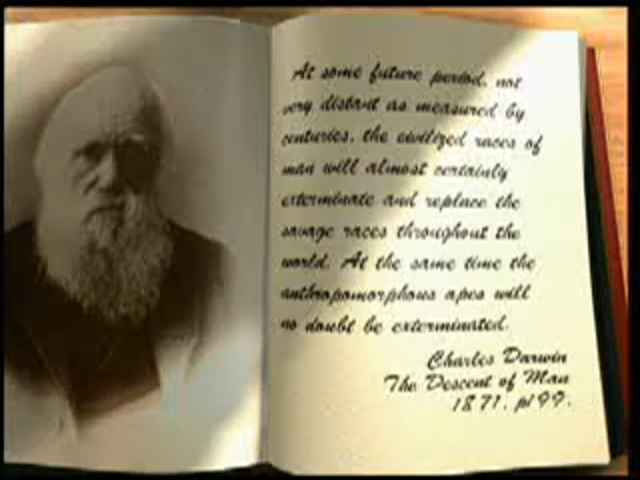 At some future period, not
very distant as measured by
centuries, the civilized races of
man will almost certainly
exterminate and replace the
savage races throughout the
world. At the same time the
anthropomorphous apes will
no doubt be exterminated.
Charles Darwin
The Descent of Man
1871, p199.